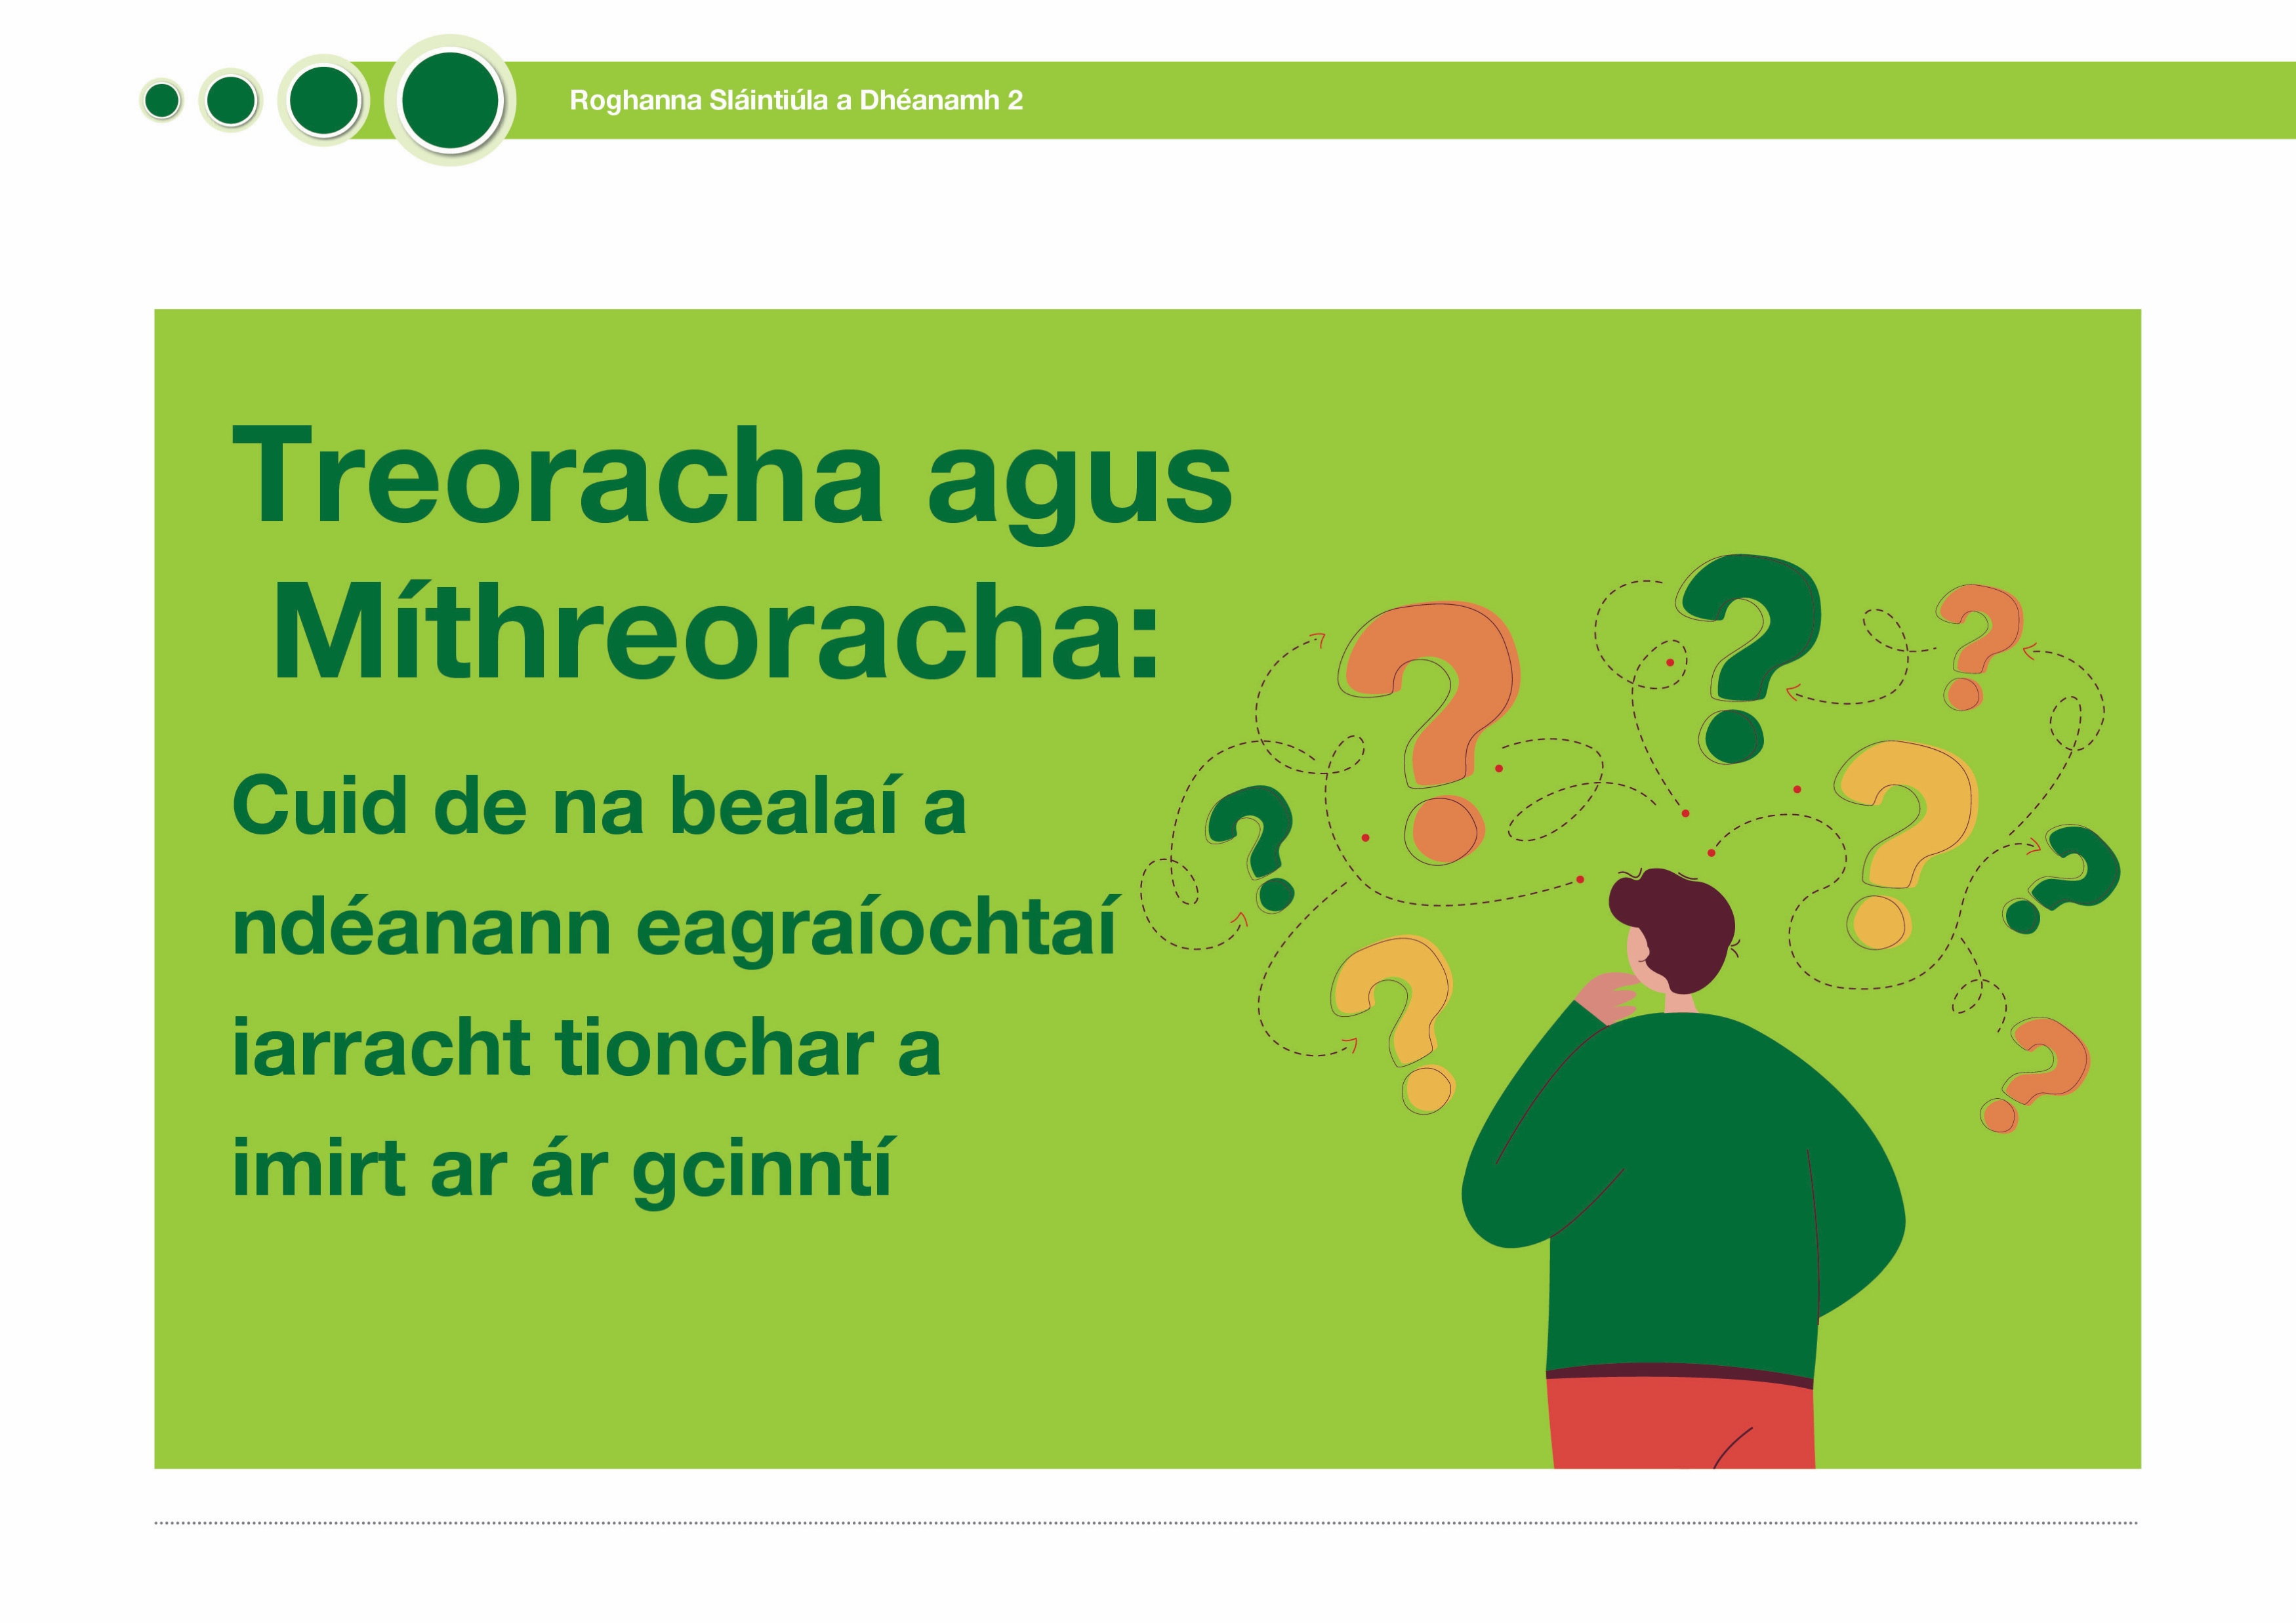 Roghanna Sláintiúla a Dhéanamh 2
Treoracha agus
Míthreoracha:
Cuid de na bealaí a
ndéanann eagraíochtaí
iarracht tionchar a
imirt ar ár gcinntí